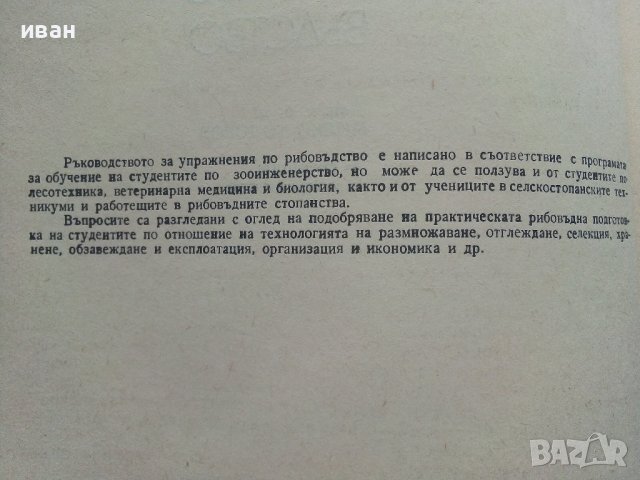 иван
Ръководството за упражнения по рибовъдство е написано в съответствие с програмата
за обучение на студентите по зооинженерство, но може да се ползува и от студентите по
лесотехника, ветеринарна медицина и биология, както и от учениците в селскостопанските тех-
никуми и работещите в рибовъдните стопанства.
Въпросите са разгледани с оглед на подобряване на практическата рибовъдна подготов-
ка на студентите по отношение на технологията на размножаване, отглеждане, селекция, хра-
нене, обзавеждане и експлоатация, организация и икономика и др.
BAZAR